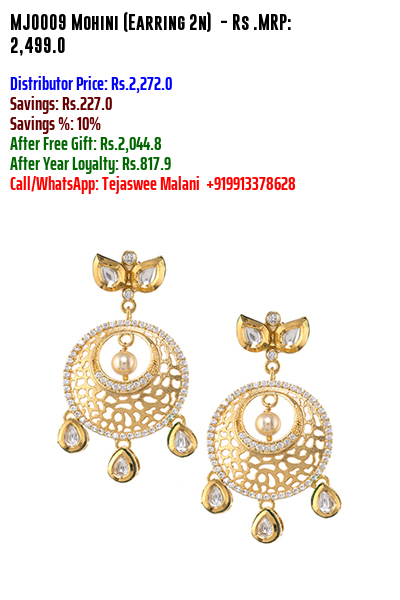 MJ0009 Mohini (Earring 2n) - Rs .MRP:
2,499.0
Distributor Price: Rs.2,272.0
Savings: Rs.227.0
Savings %: 10%
After Free Gift: Rs.2,044.8
After Year Loyalty: Rs.817.9
Call/WhatsApp: Tejaswee Malani +919913378628